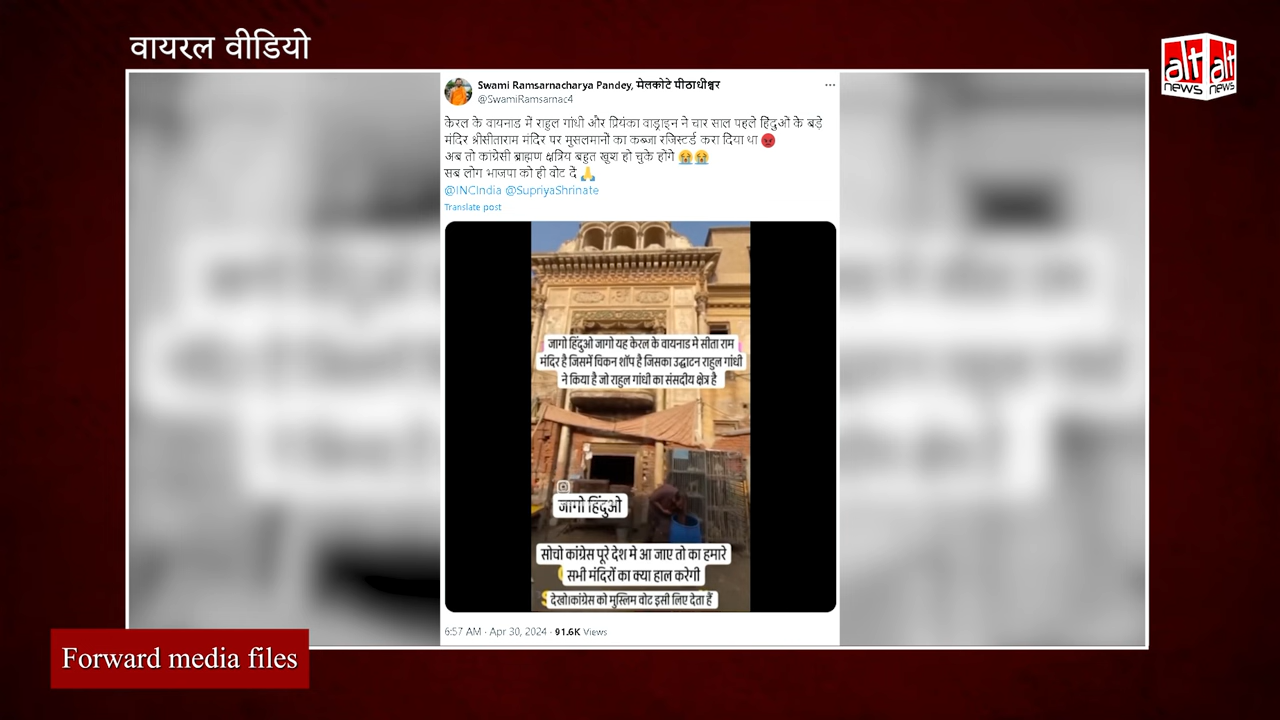 वायरल वीडियो
alt news
alt news
Swami Ramsarnacharya Pandey, मेलकोटे पीठाधीश्वर
@SwamiRamsarnac4
केरल के वायनाड में राहुल गांधी और प्रियंका वाड्राइन ने चार साल पहले हिंदुओं के बड़े
मंदिर श्रीसीताराम मंदिर पर मुसलमानों का कब्जा रजिस्टर्ड करा दिया था 😡
अब तो कांग्रेसी ब्राह्मण क्षत्रिय बहुत खुश हो चुके होंगे 😭😭
सब लोग भाजपा को ही वोट दें 🙏
@INCIndia @SupriyaShrinate
Translate post
जागो हिंदुओ जागो यह केरल के वायनाड मे सीता राम
मंदिर है जिसमें चिकन शॉप है जिसका उद्घाटन राहुल गांधी
ने किया है जो राहुल गांधी का संसदीय क्षेत्र है
जागो हिंदुओ
सोचो कांग्रेस पूरे देश मे आ जाए तो का हमारे
सभी मंदिरों का क्या हाल करेगी
देखो।कांग्रेस को मुस्लिम वोट इसी लिए देता हैं
6:57 AM · Apr 30, 2024 · 91.6K Views
Forward media files